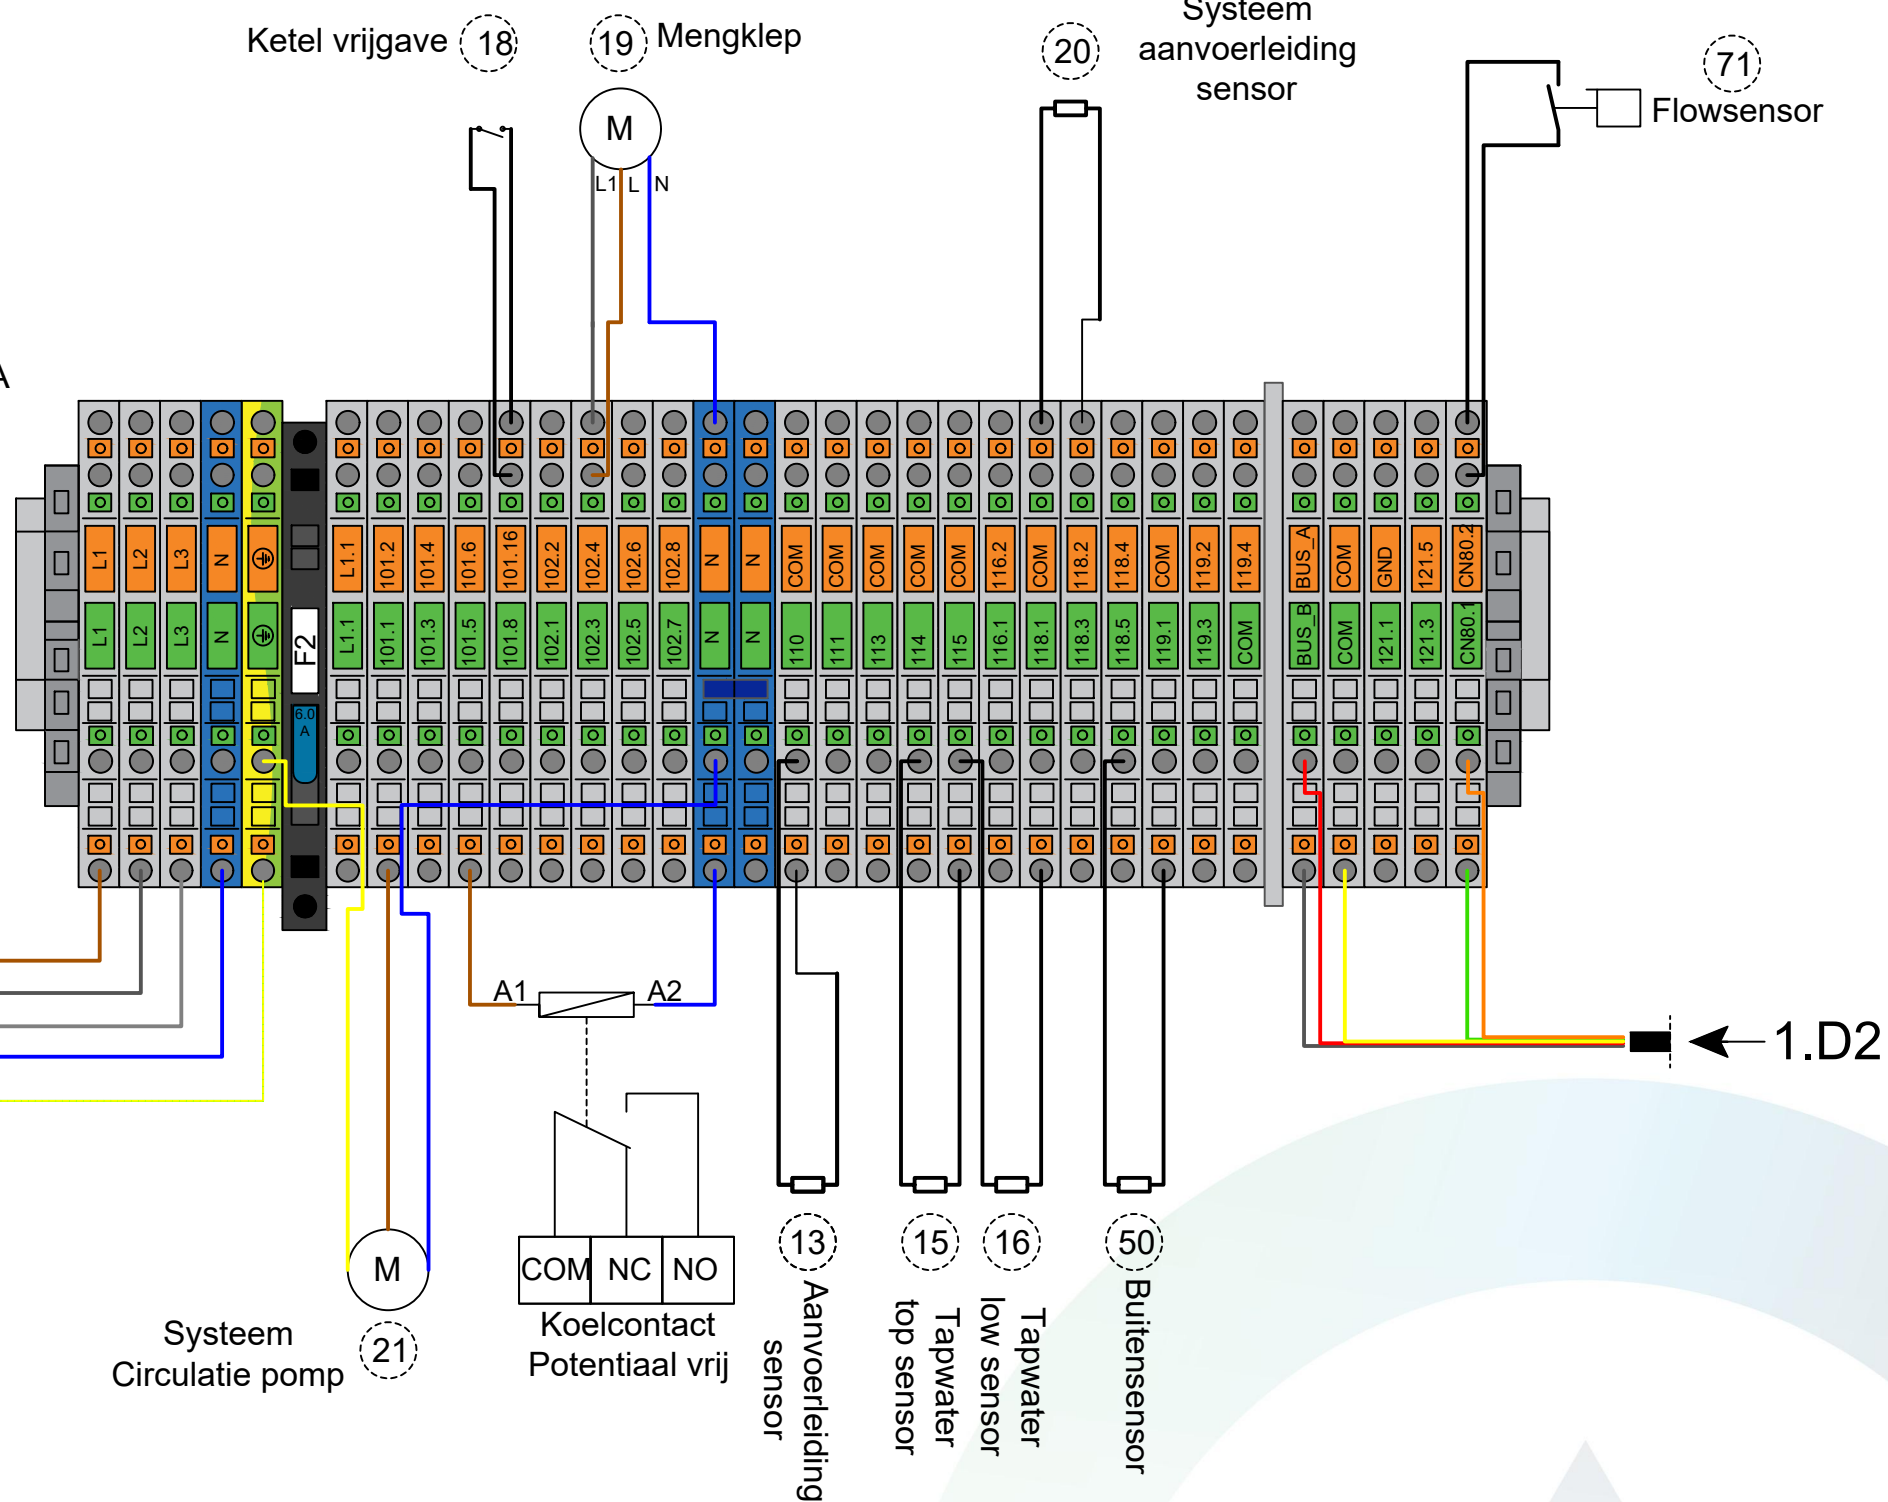 Ketel vrijgave 18
19 Mengklep
20
Systeem
aanvoerleiding
sensor
71
Flowsensor
M
L1 L N
A
L1 L2 L3 N L1.1 101.2 101.4 101.6 101.16 102.2 102.4 102.6 102.8 N N COM COM COM COM COM 116.2 COM 118.2 118.4 COM 119.2 119.4 BUS_A COM GND 121.5 CN80.2
L1 L2 L3 N F2 L1.1 101.1 101.3 101.5 101.8 102.1 102.3 102.5 102.7 N N 110 111 113 114 115 116.1 118.1 118.3 118.5 119.1 119.3 COM BUS_B COM 121.1 121.3 CN80.1
6.0
A
A1 A2
1.D2
M
COM NC NO
Systeem
Circulatie pomp
21
Koelcontact
Potentiaal vrij
13
Aanvoerleiding
sensor
15
Tapwater
top sensor
16
Tapwater
low sensor
50
Buitensensor